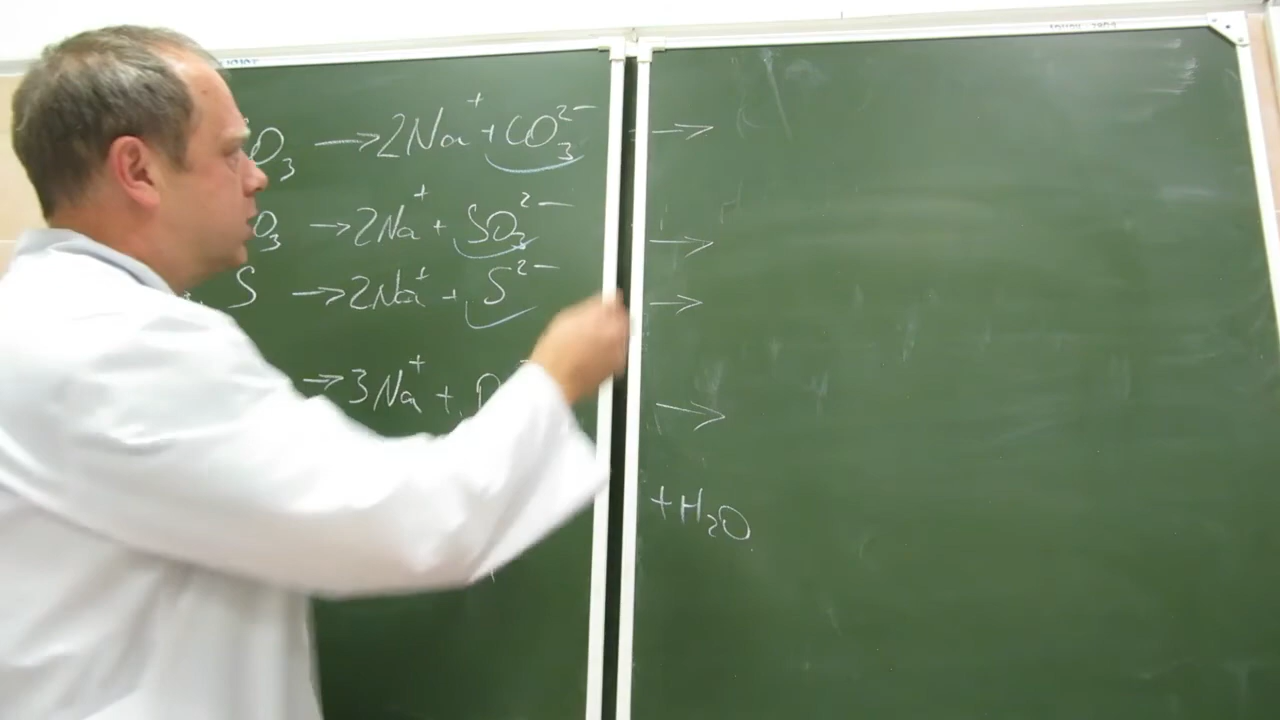 O₃ → 2Na⁺ + CO₃²⁻ →
O₃ → 2Na⁺ + SO₃²⁻ →
S → 2Na⁺ + S²⁻ →
→ 3Na⁺ + →
+H₂O